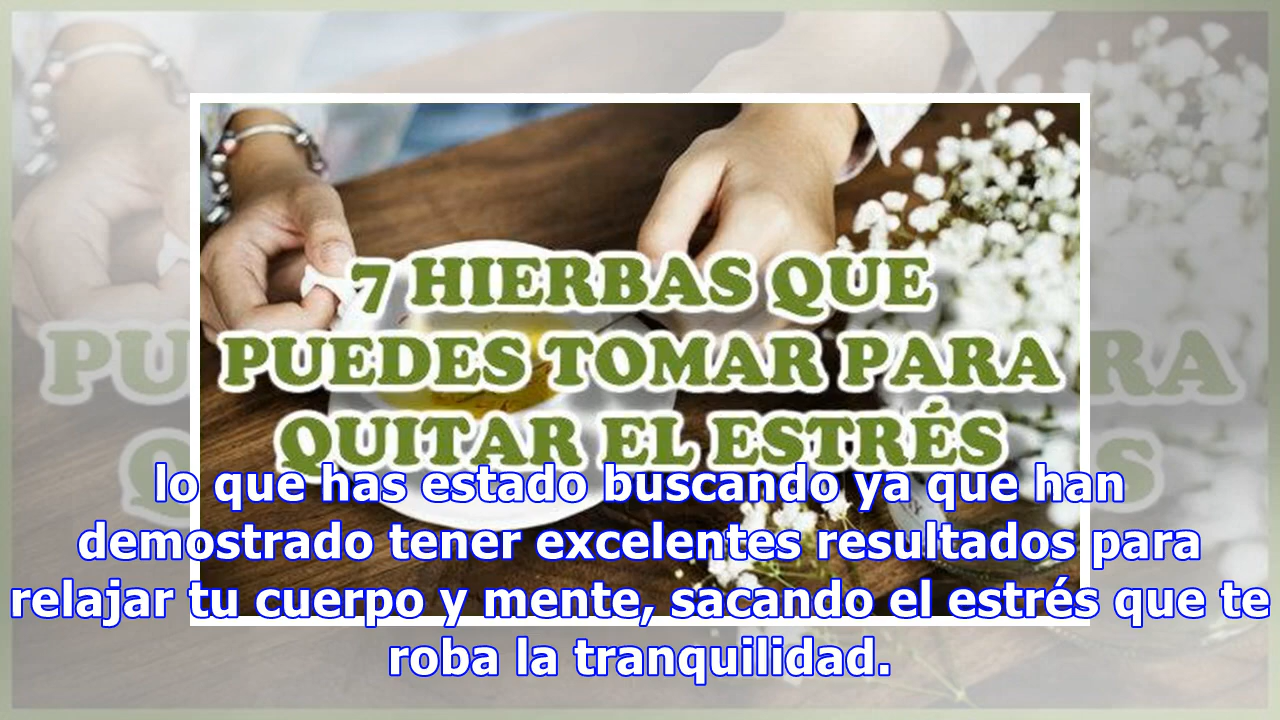 7 HIERBAS QUE
PUEDES TOMAR PARA
QUITAR EL ESTRÉS
lo que has estado buscando ya que han
demostrado tener excelentes resultados para
relajar tu cuerpo y mente, sacando el estrés que te
roba la tranquilidad.